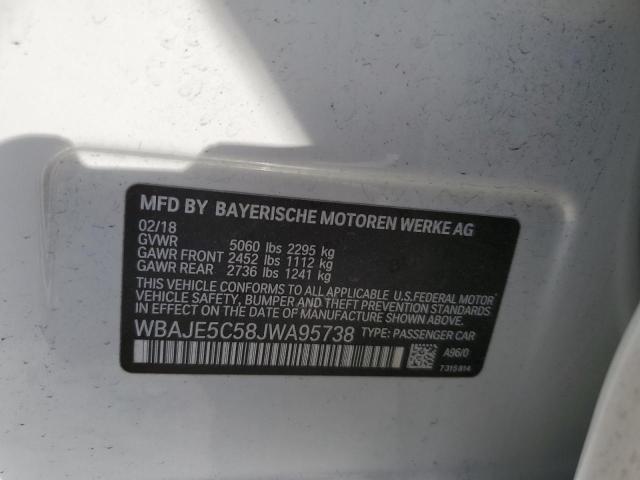 MFD BY BAYERISCHE MOTOREN WERKE AG
02/18
GVWR 5060 lbs 2295 kg
GAWR FRONT 2452 lbs 1112 kg
GAWR REAR 2736 lbs 1241 kg
THIS VEHICLE CONFORMS TO ALL APPLICABLE U.S.FEDERAL MOTOR
VEHICLE SAFETY, BUMPER AND THEFT PREVENTION STANDARDS
IN EFFECT ON THE DATE OF MANUFACTURE SHOWN ABOVE.
WBAJE5C58JWA95738 TYPE: PASSENGER CAR
A96/0
7315814